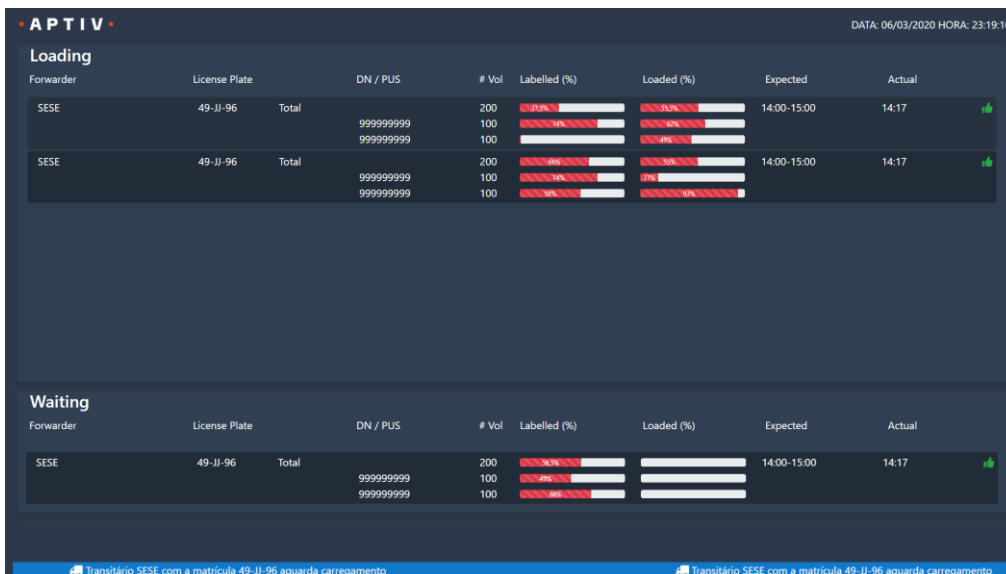 APTIV
DATA: 06/03/2020 HORA: 23:19:10
Loading
Forwarder License Plate DN / PUS # Vol Labelled (%) Loaded (%) Expected Actual
SESE 49-JJ-96 Total 200 37,5% 55,5% 14:00-15:00 14:17
999999999 100 74% 62%
999999999 100 49%
SESE 49-JJ-96 Total 200 66% 55% 14:00-15:00 14:17
999999999 100 74% 17%
999999999 100 58% 93%
Waiting
Forwarder License Plate DN / PUS # Vol Labelled (%) Loaded (%) Expected Actual
SESE 49-JJ-96 Total 200 58,5% 14:00-15:00 14:17
999999999 100 49%
999999999 100 68%
Transitário SESE com a matrícula 49-JJ-96 aguarda carregamento Transitário SESE com a matrícula 49-JJ-96 aguarda carregamento